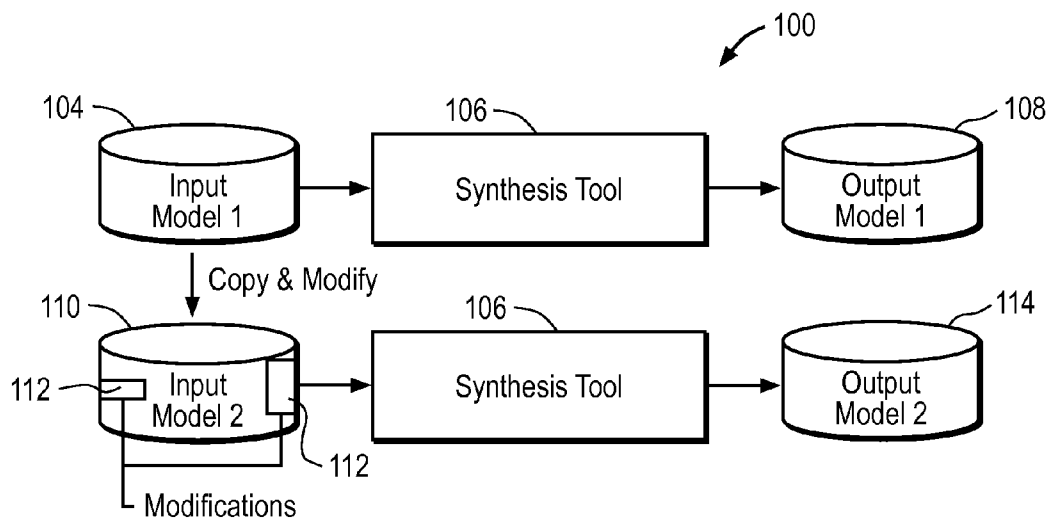 100
104
106
108
Input
Model 1
Synthesis Tool
Output
Model 1
Copy & Modify
110
106
114
112
Input
Model 2
Synthesis Tool
Output
Model 2
112
Modifications